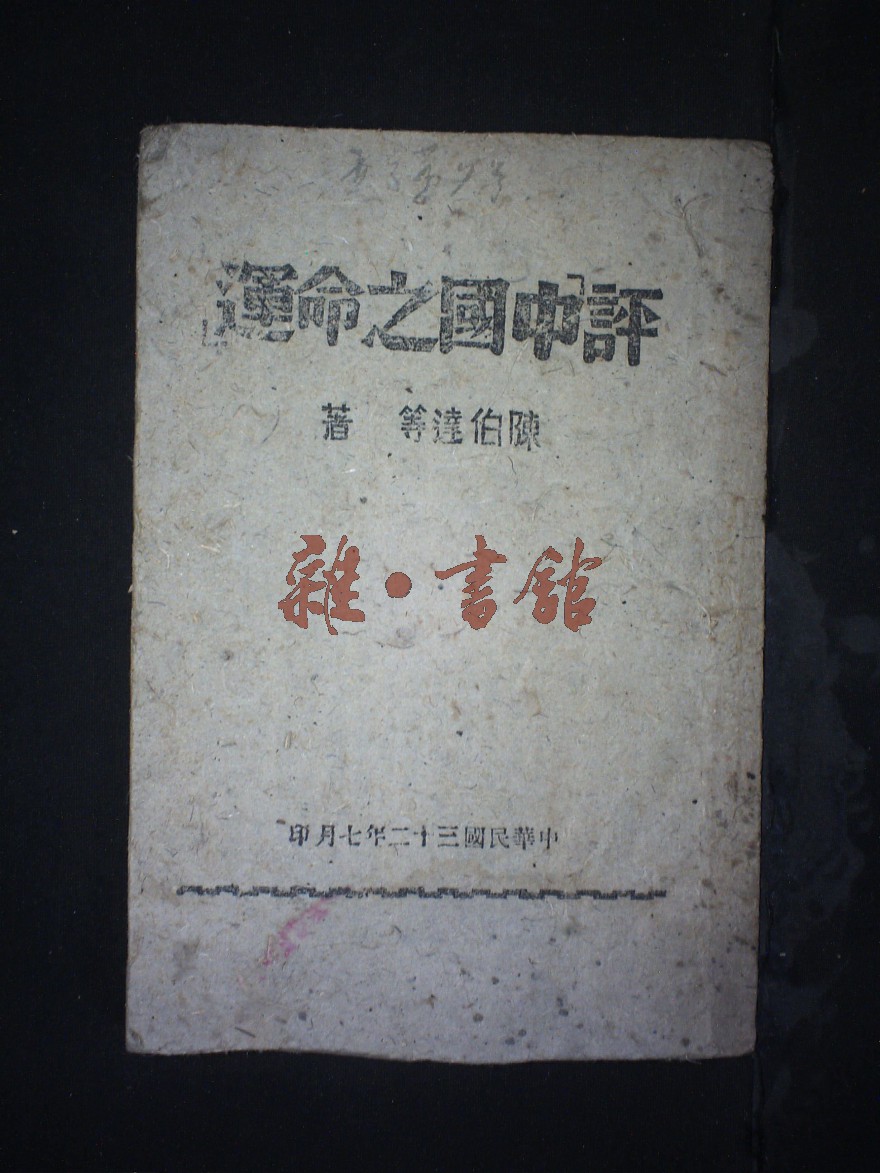 評「中國之命運」
陳伯達等 著
雜·書館
中華民國三十二年七月印